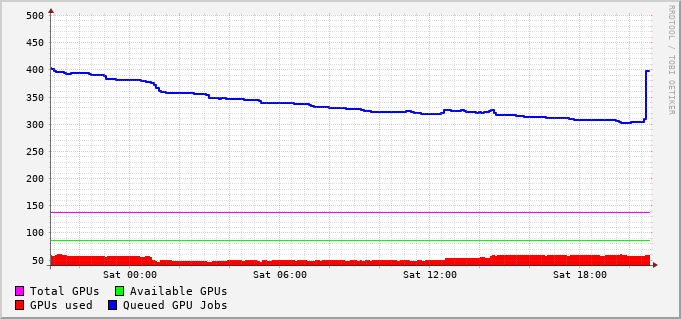 500
450
400
350
300
250
200
150
100
50
Sat 00:00 Sat 06:00 Sat 12:00 Sat 18:00
Total GPUs Available GPUs
GPUs used Queued GPU Jobs
RRDTOOL / TOBI OETIKER